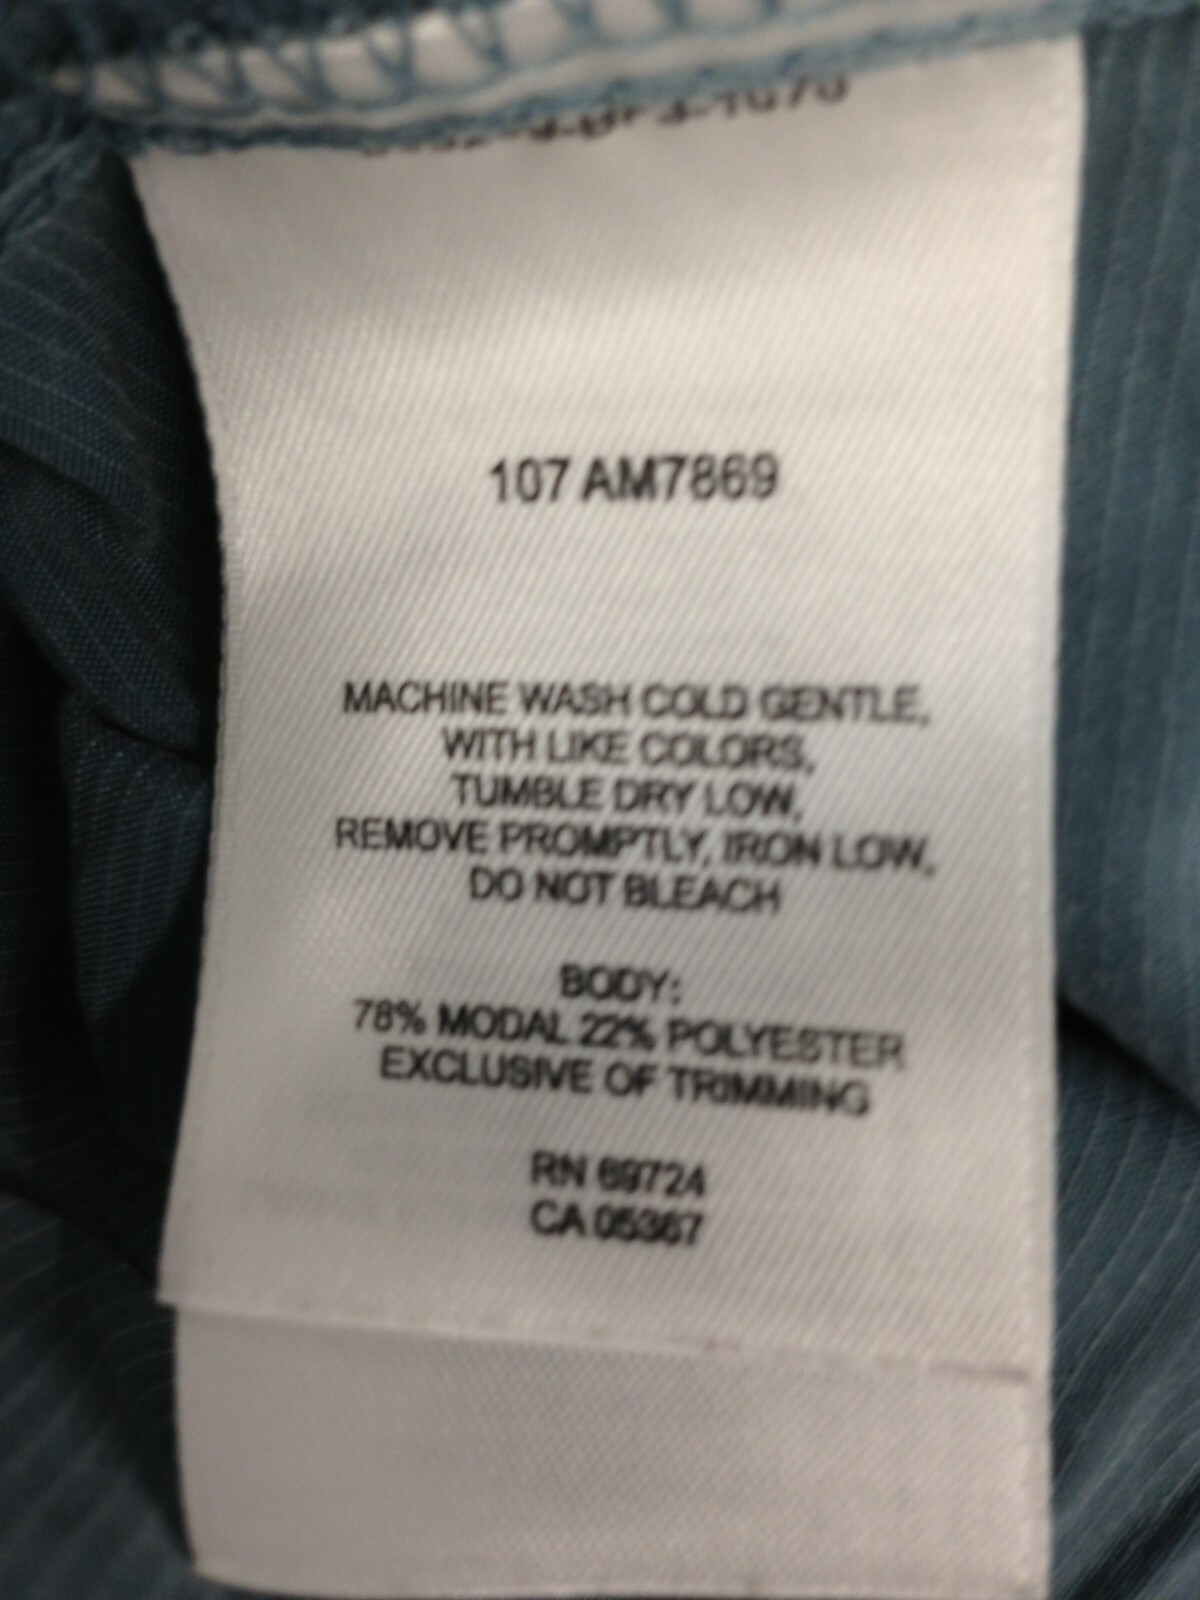 107 AM7869
MACHINE WASH COLD GENTLE,
WITH LIKE COLORS,
TUMBLE DRY LOW,
REMOVE PROMPTLY, IRON LOW,
DO NOT BLEACH
BODY:
78% MODAL 22% POLYESTER
EXCLUSIVE OF TRIMMING
RN 69724
CA 05367